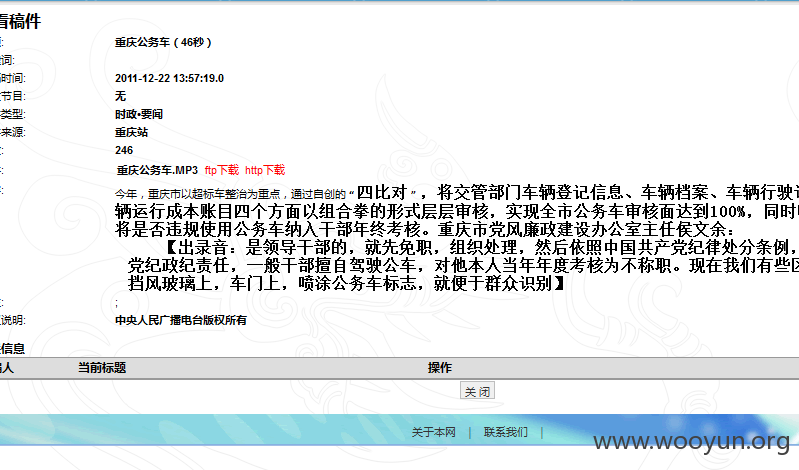 看稿件
重庆公务车（46秒）
词:
时间: 2011-12-22 13:57:19.0
节目: 无
类型: 时政•要闻
来源: 重庆站
: 246
: 重庆公务车.MP3 ftp下载 http下载
: 今年，重庆市以超标车整治为重点，通过自创的“四比对”，将交管部门车辆登记信息、车辆档案、车辆行驶
辆运行成本账目四个方面以组合拳的形式层层审核，实现全市公务车审核面达到100%，同时
将是否违规使用公务车纳入干部年终考核。重庆市党风廉政建设办公室主任侯文余：
【出录音：是领导干部的，就先免职，组织处理，然后依照中国共产党纪律处分条例，
党纪政纪责任，一般干部擅自驾驶公车，对他本人当年年度考核为不称职。现在我们有些区
挡风玻璃上，车门上，喷涂公务车标志，就便于群众识别】
: ;
说明: 中央人民广播电台版权所有
信息
人 当前标题 操作
关 闭
关于本网 | 联系我们 |
www.wooyun.org